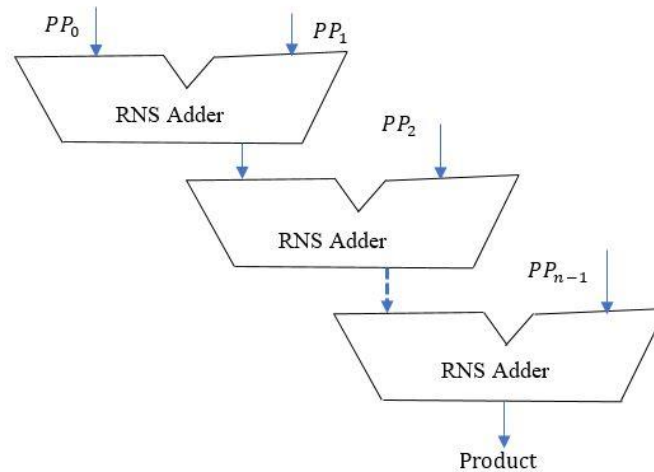 PP₀
PP₁
RNS Adder
PP₂
RNS Adder
PPₙ₋₁
RNS Adder
Product